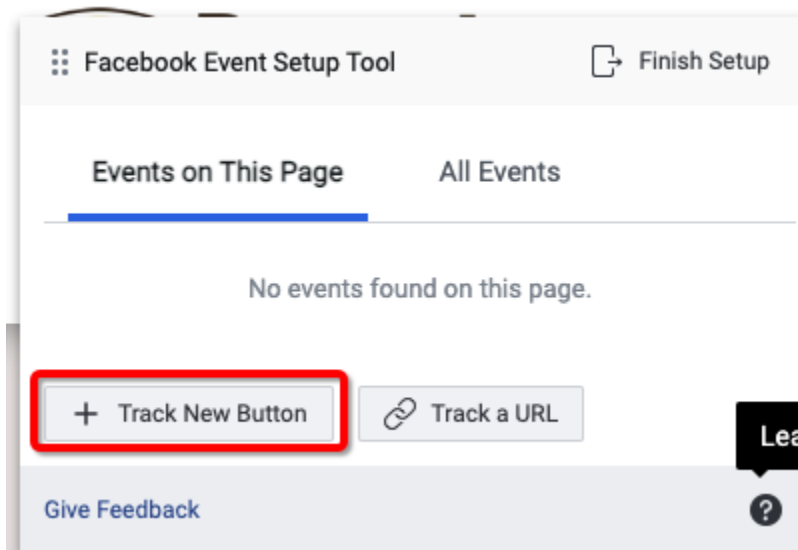 Facebook Event Setup Tool
Finish Setup
Events on This Page
All Events
No events found on this page.
+ Track New Button
Track a URL
Give Feedback
?